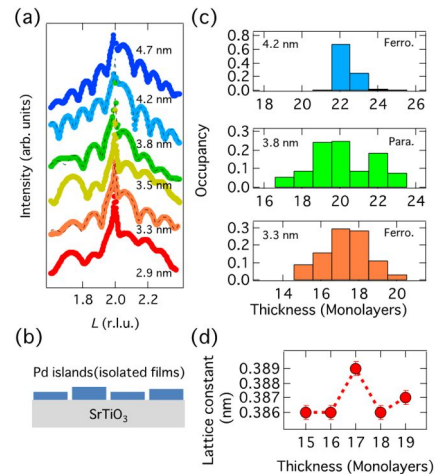 (a)
Intensity (arb. units)
4.7 nm
4.2 nm
3.8 nm
3.5 nm
3.3 nm
2.9 nm
1.8 2.0 2.2
L (r.l.u.)
(b)
Pd islands(isolated films)
SrTiO3
(c)
Occupancy
0.8
0.6
0.4
0.2
0.0
4.2 nm Ferro.
18 20 22 24 26
0.3
0.2
0.1
0.0
3.8 nm Para.
16 18 20 22 24
0.3
0.2
0.1
0.0
3.3 nm Ferro.
14 16 18 20
Thickness (Monolayers)
(d)
Lattice constant
(nm)
0.389
0.388
0.387
0.386
15 16 17 18 19
Thickness (Monolayers)